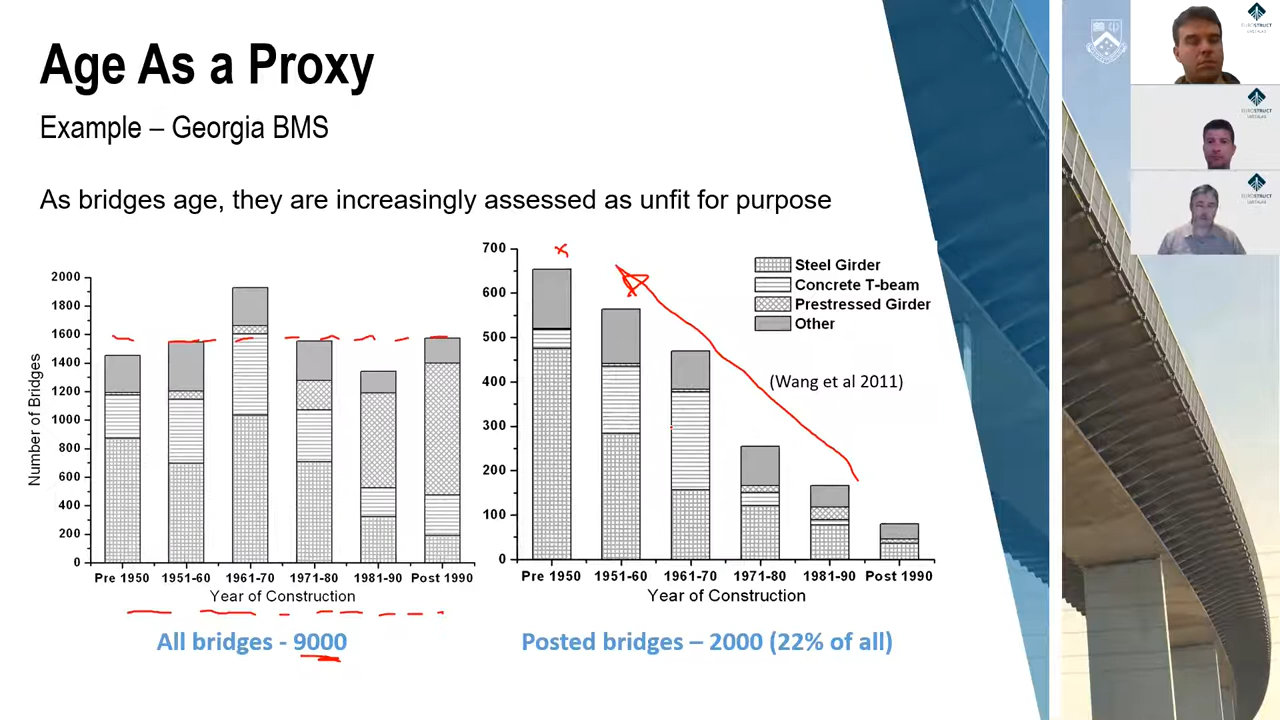 Age As a Proxy
Example – Georgia BMS
As bridges age, they are increasingly assessed as unfit for purpose
2000
1800
1600
1400
1200
1000
800
600
400
200
0
Number of Bridges
Pre 1950 1951-60 1961-70 1971-80 1981-90 Post 1990
Year of Construction
All bridges - 9000
700
600
500
400
300
200
100
0
Steel Girder
Concrete T-beam
Prestressed Girder
Other
(Wang et al 2011)
Pre 1950 1951-60 1961-70 1971-80 1981-90 Post 1990
Year of Construction
Posted bridges – 2000 (22% of all)
EUROSTRUCT
EUROSTRUCT
EUROSTRUCT